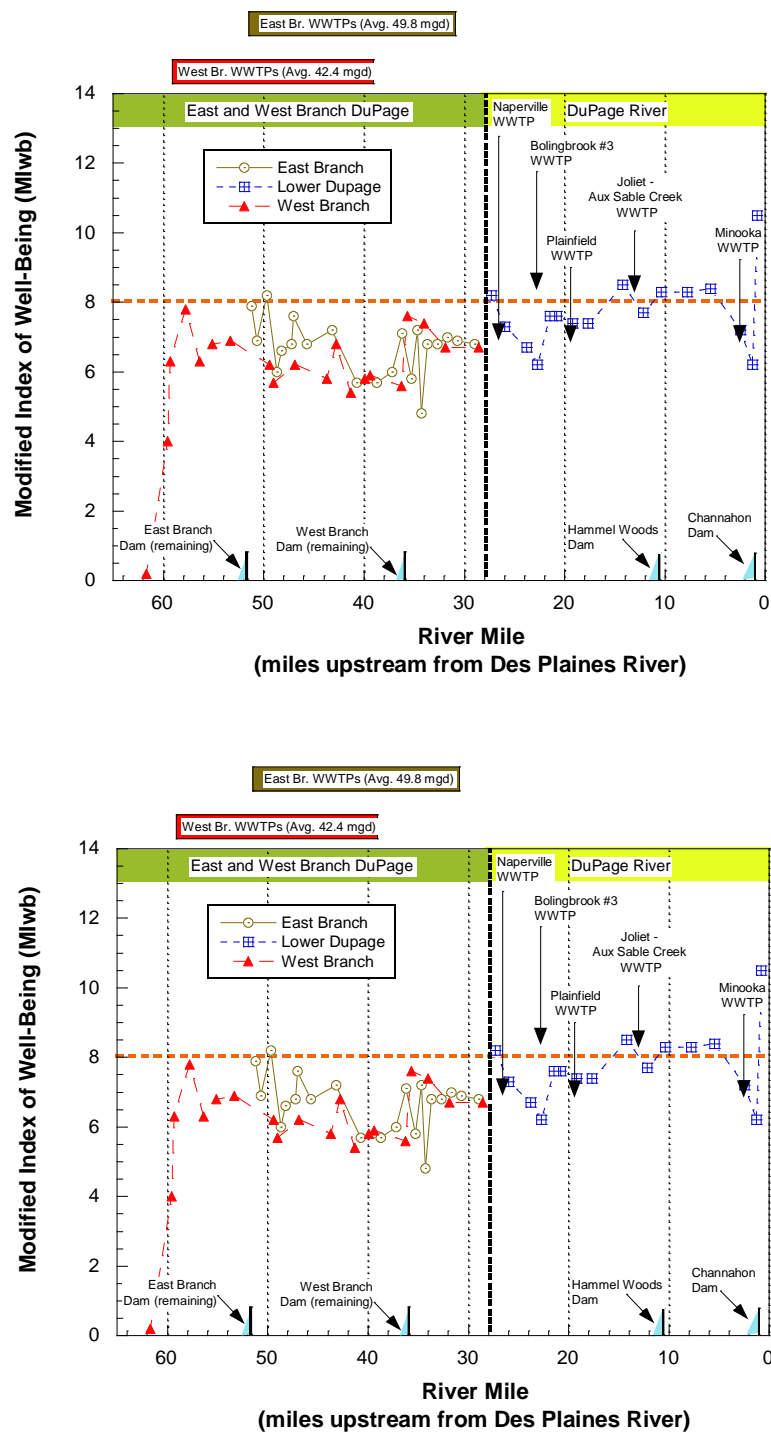 East Br. WWTPs (Avg. 49.8 mgd)
West Br. WWTPs (Avg. 42.4 mgd)
East and West Branch DuPage
Naperville
WWTP
DuPage River
Bolingbrook #3
WWTP
Joliet -
Aux Sable Creek
WWTP
Plainfield
WWTP
Minooka
WWTP
East Branch
Lower Dupage
West Branch
Modified Index of Well-Being (MIwb)
14
12
10
8
6
4
2
0
East Branch
Dam (remaining)
West Branch
Dam (remaining)
Hammel Woods
Dam
Channahon
Dam
60 50 40 30 20 10 0
River Mile
(miles upstream from Des Plaines River)
East Br. WWTPs (Avg. 49.8 mgd)
West Br. WWTPs (Avg. 42.4 mgd)
East and West Branch DuPage
Naperville
WWTP
DuPage River
Bolingbrook #3
WWTP
Joliet -
Aux Sable Creek
WWTP
Plainfield
WWTP
Minooka
WWTP
East Branch
Lower Dupage
West Branch
Modified Index of Well-Being (MIwb)
14
12
10
8
6
4
2
0
East Branch
Dam (remaining)
West Branch
Dam (remaining)
Hammel Woods
Dam
Channahon
Dam
60 50 40 30 20 10 0
River Mile
(miles upstream from Des Plaines River)